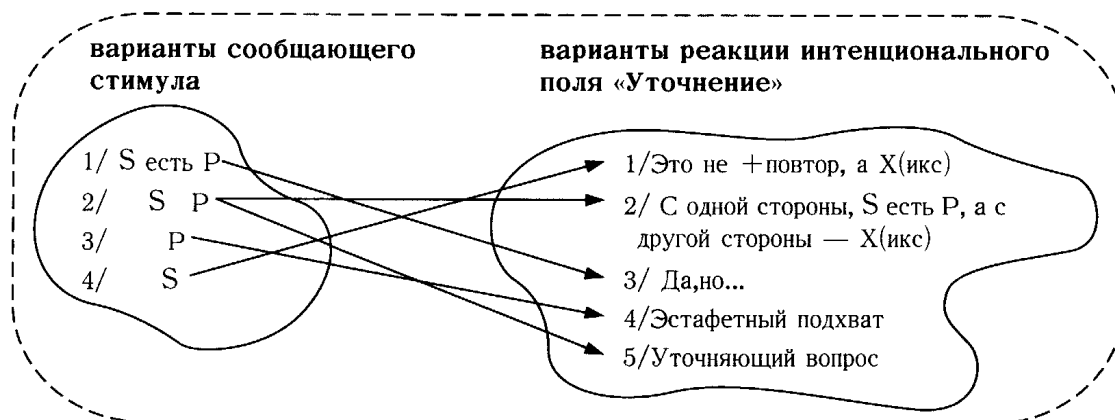 варианты сообщающего
стимула
1/ S есть P
2/ S P
3/ P
4/ S
варианты реакции интенционального
поля «Уточнение»
1/Это не +повтор, а X(икс)
2/ С одной стороны, S есть P, а с
другой стороны — X(икс)
3/ Да,но...
4/Эстафетный подхват
5/Уточняющий вопрос